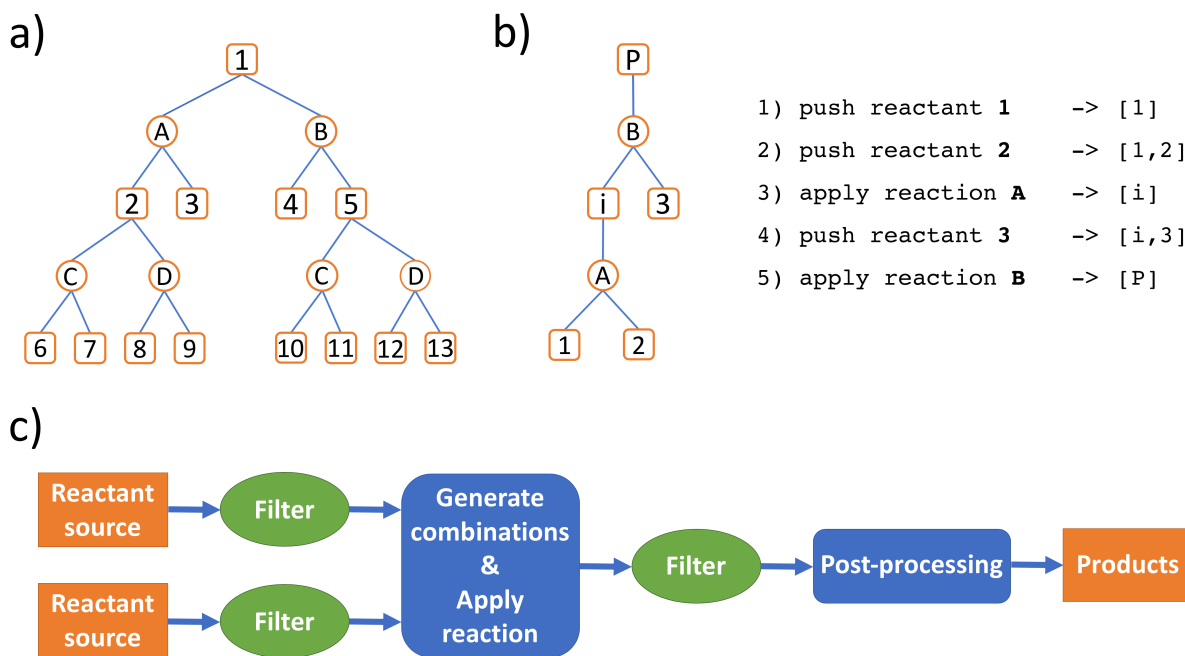 a)
1
A
B
2
3
4
5
C
D
C
D
6
7
8
9
10
11
12
13
b)
P
B
i
3
A
1
2
1) push reactant 1 -> [1]
2) push reactant 2 -> [1,2]
3) apply reaction A -> [i]
4) push reactant 3 -> [i,3]
5) apply reaction B -> [P]
c)
Reactant
source
Filter
Reactant
source
Filter
Generate
combinations
&
Apply
reaction
Filter
Post-processing
Products